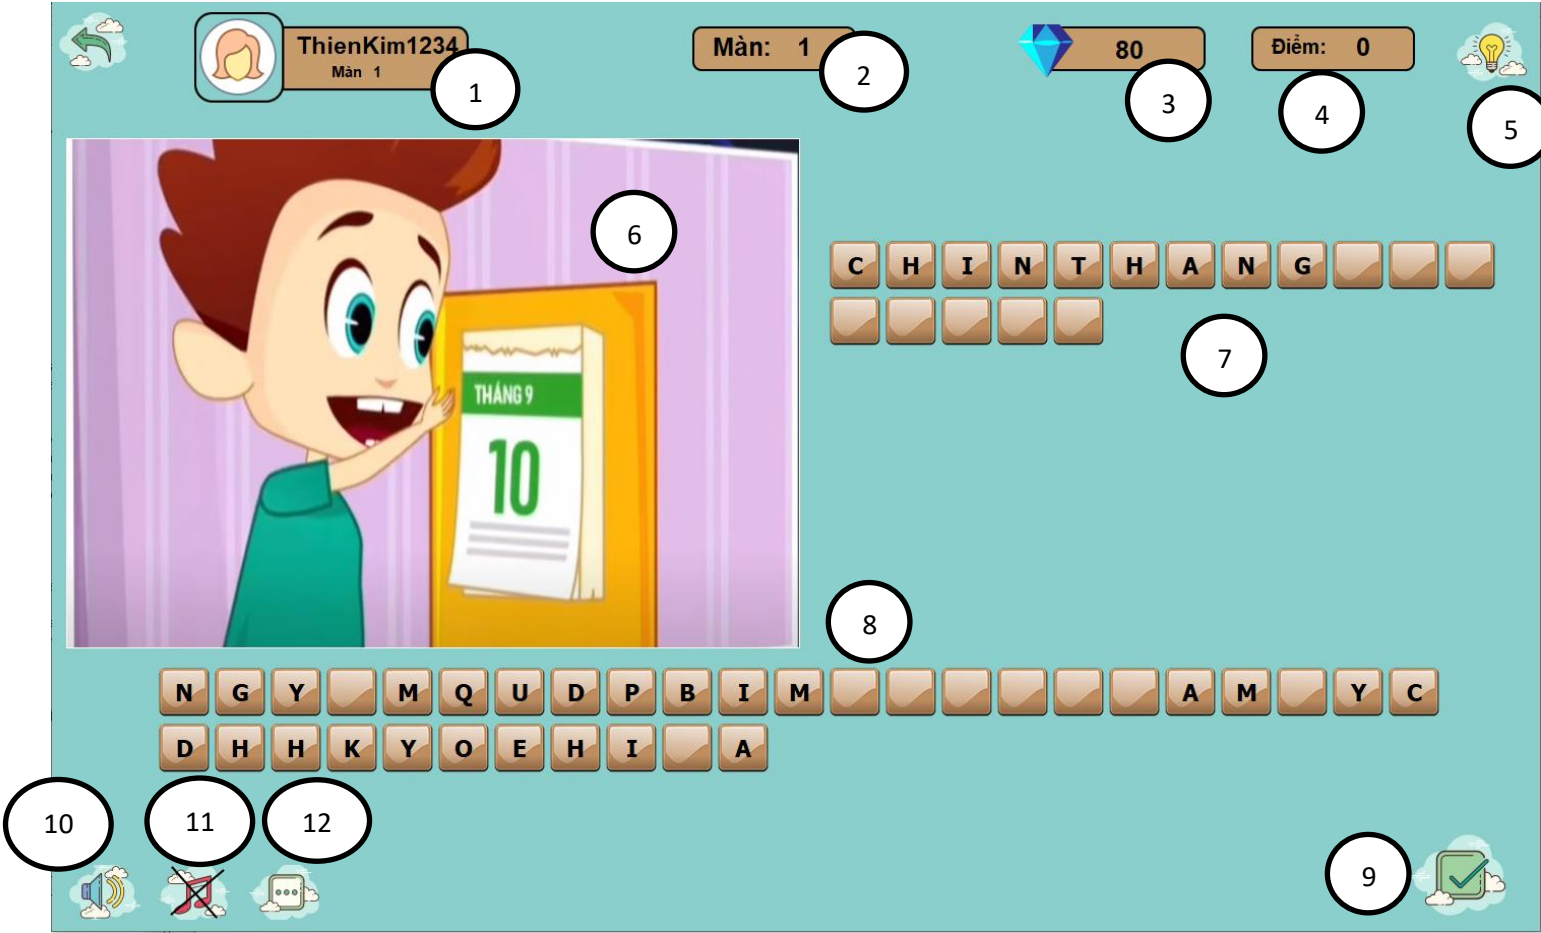 ThienKim1234
Màn 1
1
Màn: 1
2
80
3
Điểm: 0
4
5
6
C H I N T H A N G
7
THÁNG 9
10
8
N G Y M Q U D P B I M A M Y C
D H H K Y O E H I A
10
11
12
9